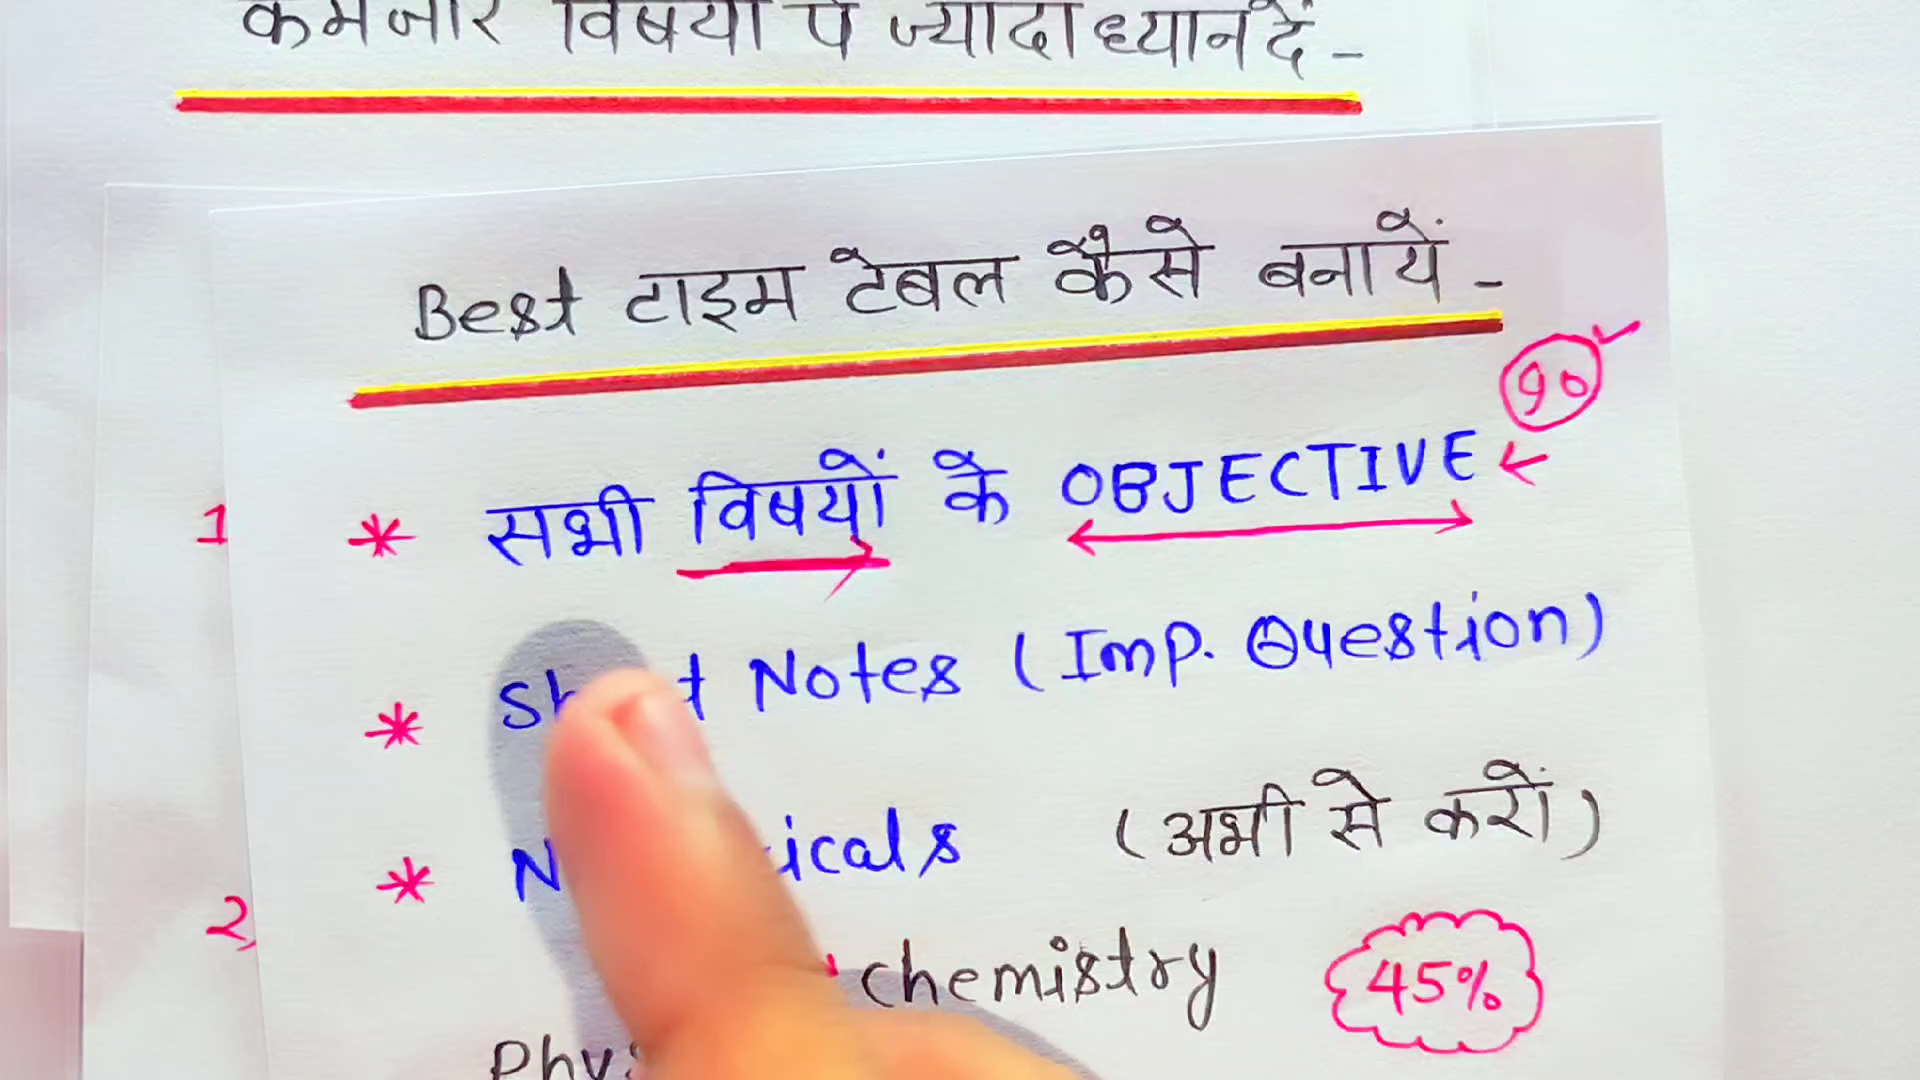 कमजोर विषयों पे ज्यादा ध्यान दें -
Best टाइम टेबल कैसे बनायें -
90
1 * सभी विषयों के OBJECTIVE ←
* Short Notes (Imp. Question)
* (अभी से करों)
2,
chemistry 45%